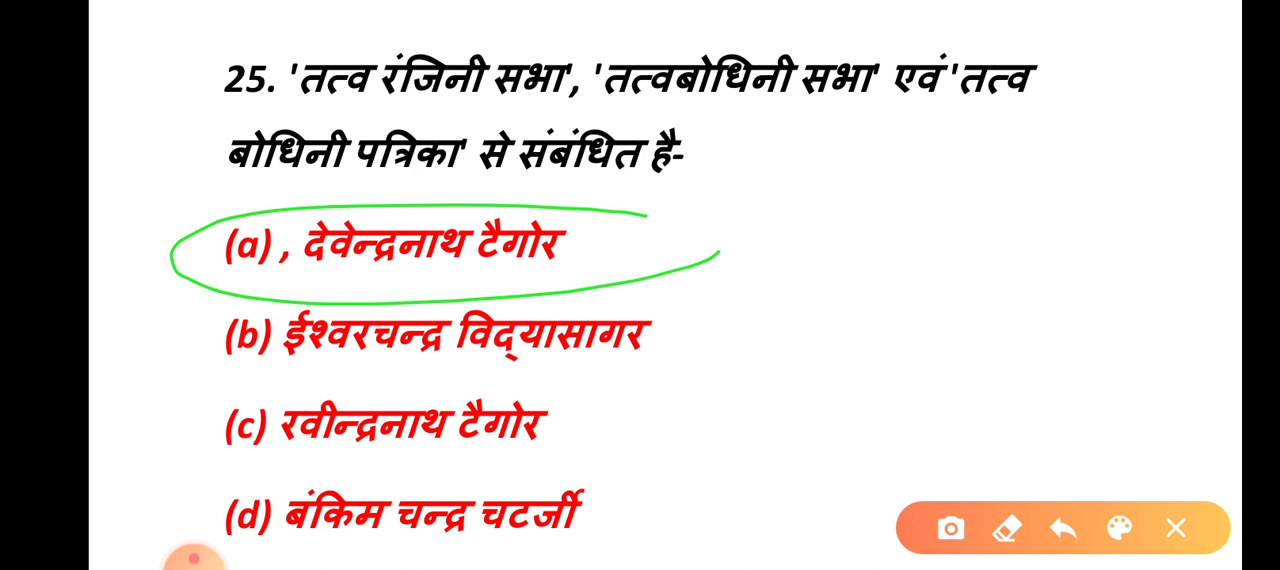 25. 'तत्व रंजिनी सभा', 'तत्वबोधिनी सभा' एवं 'तत्व
बोधिनी पत्रिका' से संबंधित है-
(a) , देवेन्द्रनाथ टैगोर
(b) ईश्वरचन्द्र विद्यासागर
(c) रवीन्द्रनाथ टैगोर
(d) बंकिम चन्द्र चटर्जी